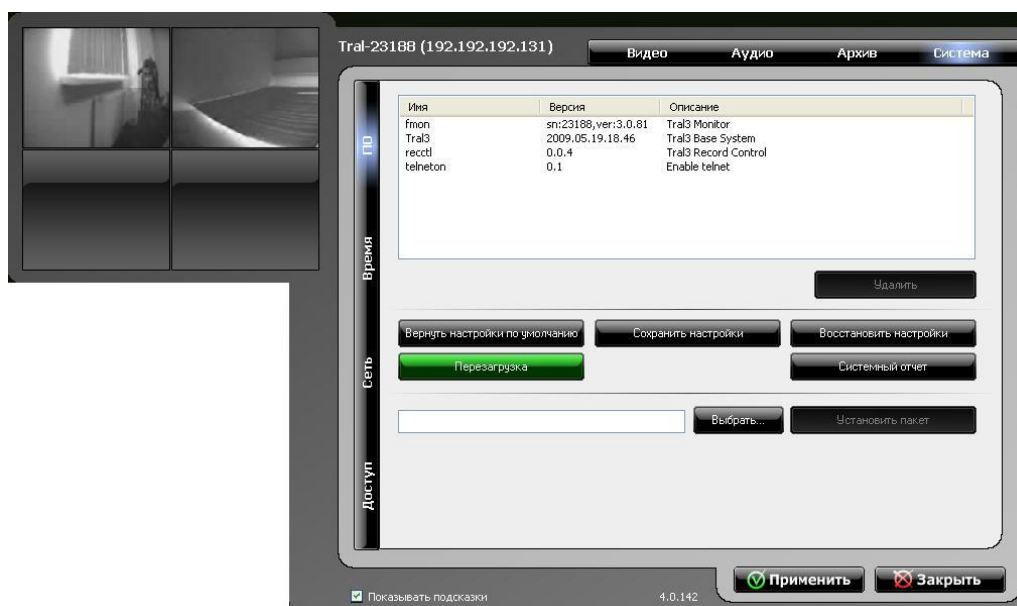 Tral-23188 (192.192.192.131)
Видео Аудио Архив Система
ПО
Время
Сеть
Доступ
Имя Версия Описание
fmon sn:23188,ver:3.0.81 Tral3 Monitor
Tral3 2009.05.19.18.46 Tral3 Base System
recctl 0.0.4 Tral3 Record Control
telneton 0.1 Enable telnet
Удалить
Вернуть настройки по умолчанию Сохранить настройки Восстановить настройки
Перезагрузка Системный отчет
Выбрать... Установить пакет
Применить Закрыть
Показывать подсказки 4.0.142